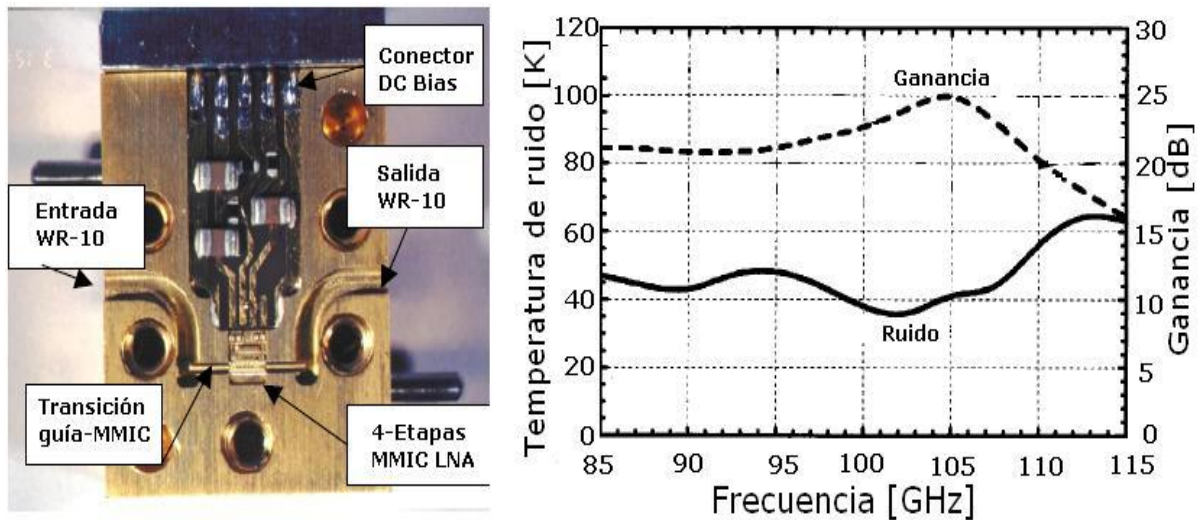 Conector
DC Bias
Salida
WR-10
Entrada
WR-10
Transición
guía-MMIC
4-Etapas
MMIC LNA
Temperatura de ruido [K]
120
100
80
60
40
20
0
Ganancia
Ruido
30
25
20
15
10
5
0
Ganancia [dB]
85
90
95
100
105
110
115
Frecuencia [GHz]